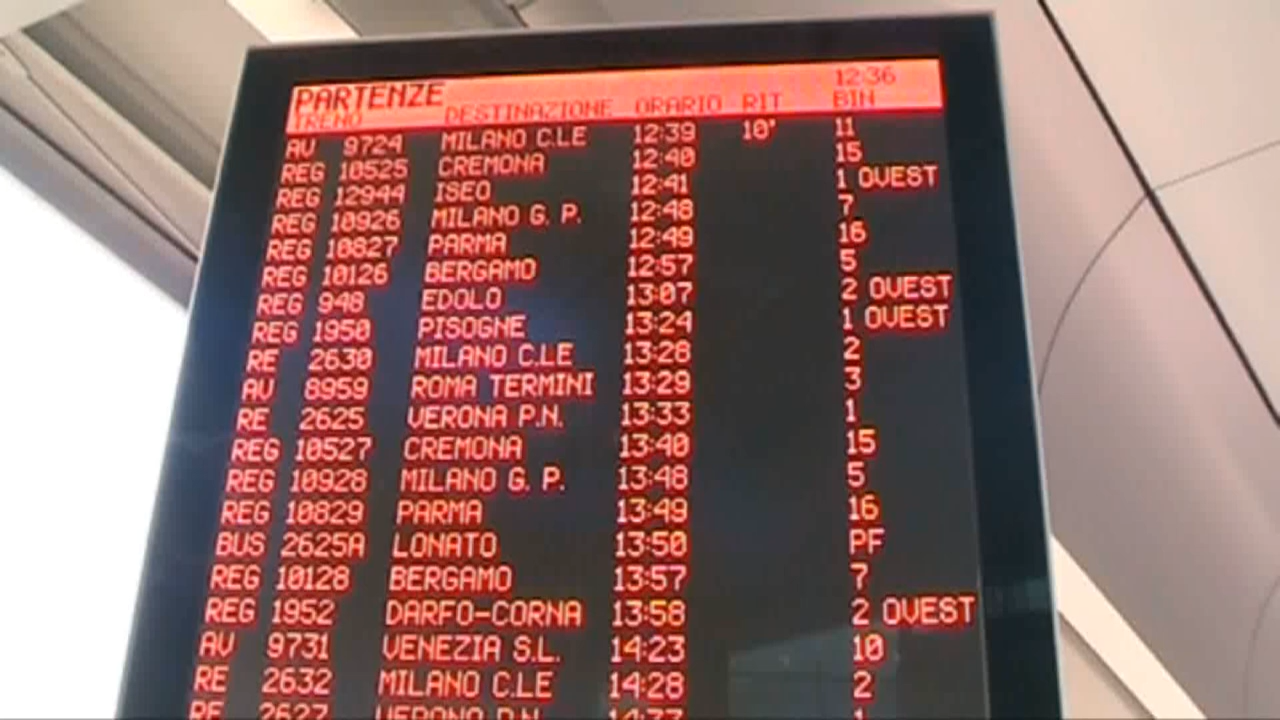 12:36
PARTENZE
TRENO DESTINAZIONE ORARIO RIT BIN
AV 9724 MILANO C.LE 12:39 10' 11
REG 10525 CREMONA 12:40 15
REG 12944 ISEO 12:41 1 OVEST
REG 10926 MILANO G. P. 12:48 7
REG 10827 PARMA 12:49 16
REG 10126 BERGAMO 12:57 5
REG 948 EDOLO 13:07 2 OVEST
REG 1950 PISOGNE 13:24 1 OVEST
RE 2630 MILANO C.LE 13:28 2
AV 8959 ROMA TERMINI 13:29 3
RE 2625 VERONA P.N. 13:33 1
REG 10527 CREMONA 13:40 15
REG 10928 MILANO G. P. 13:48 5
REG 10829 PARMA 13:49 16
BUS 2625A LONATO 13:50 PF
REG 10128 BERGAMO 13:57 7
REG 1952 DARFO-CORNA 13:58 2 OVEST
AV 9731 VENEZIA S.L. 14:23 10
RE 2632 MILANO C.LE 14:28 2
RE 2627 VERONA P.N. 1